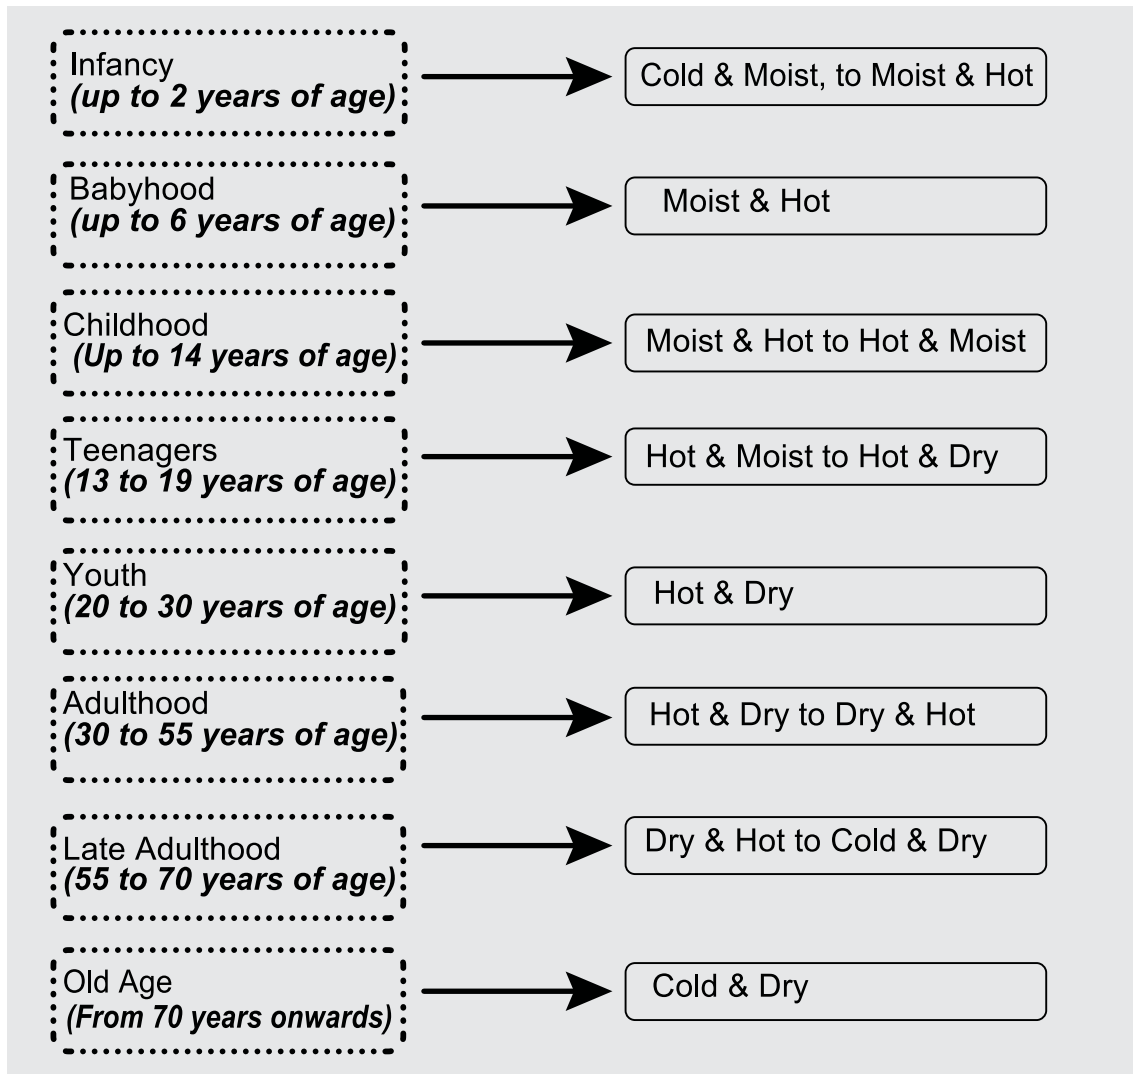 Infancy
(up to 2 years of age)
Cold & Moist, to Moist & Hot
Babyhood
(up to 6 years of age)
Moist & Hot
Childhood
(Up to 14 years of age)
Moist & Hot to Hot & Moist
Teenagers
(13 to 19 years of age)
Hot & Moist to Hot & Dry
Youth
(20 to 30 years of age)
Hot & Dry
Adulthood
(30 to 55 years of age)
Hot & Dry to Dry & Hot
Late Adulthood
(55 to 70 years of age)
Dry & Hot to Cold & Dry
Old Age
(From 70 years onwards)
Cold & Dry